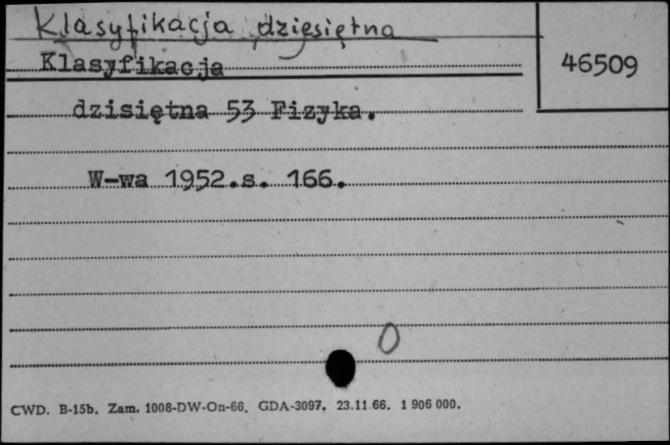 Klasyfikacja dziesiętna
46509
Klasyfikacja
dzisiętna 53 Fizyka.
W-wa 1952.s. 166.
0
CWD. B-15b. Zam. 1008-DW-On-66. GDA-3097. 23.11.66. 1 906 000.